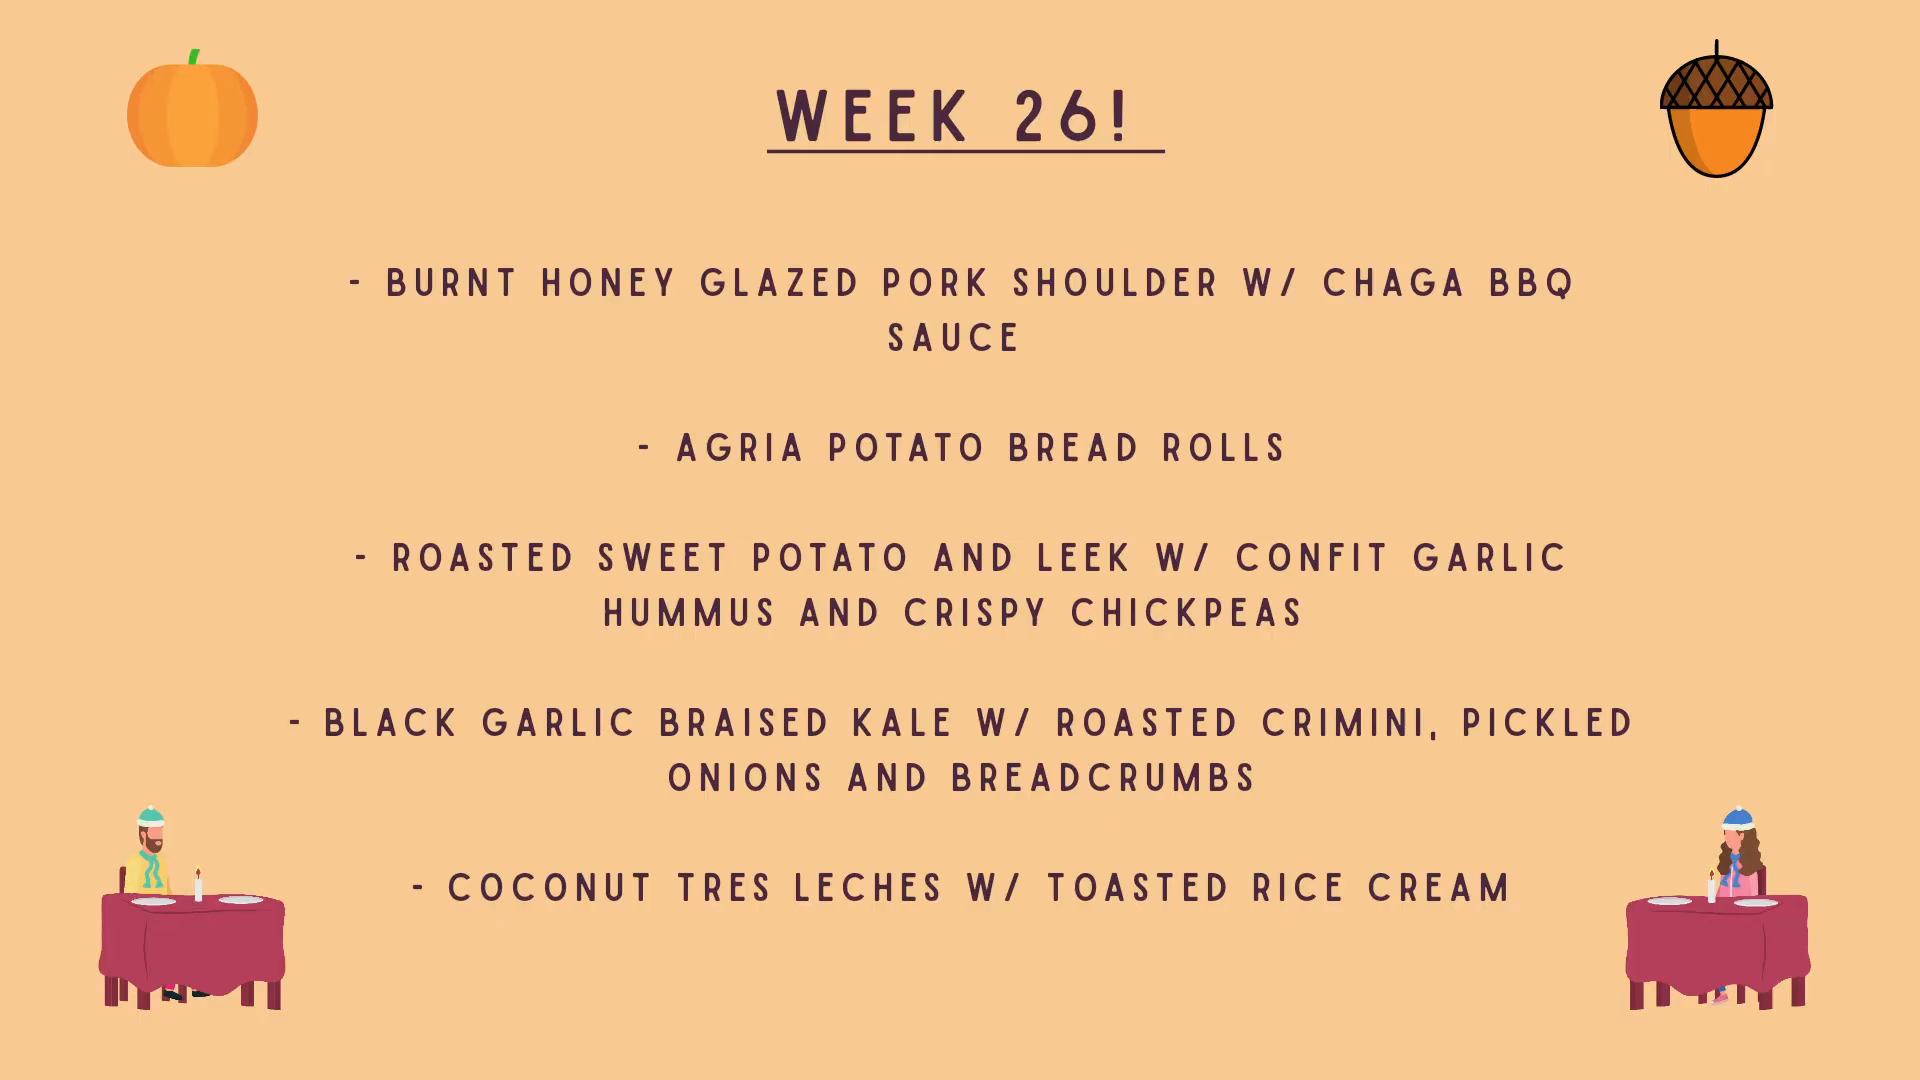 WEEK 26!
- BURNT HONEY GLAZED PORK SHOULDER W/ CHAGA BBQ
SAUCE
- AGRIA POTATO BREAD ROLLS
- ROASTED SWEET POTATO AND LEEK W/ CONFIT GARLIC
HUMMUS AND CRISPY CHICKPEAS
- BLACK GARLIC BRAISED KALE W/ ROASTED CRIMINI, PICKLED
ONIONS AND BREADCRUMBS
- COCONUT TRES LECHES W/ TOASTED RICE CREAM